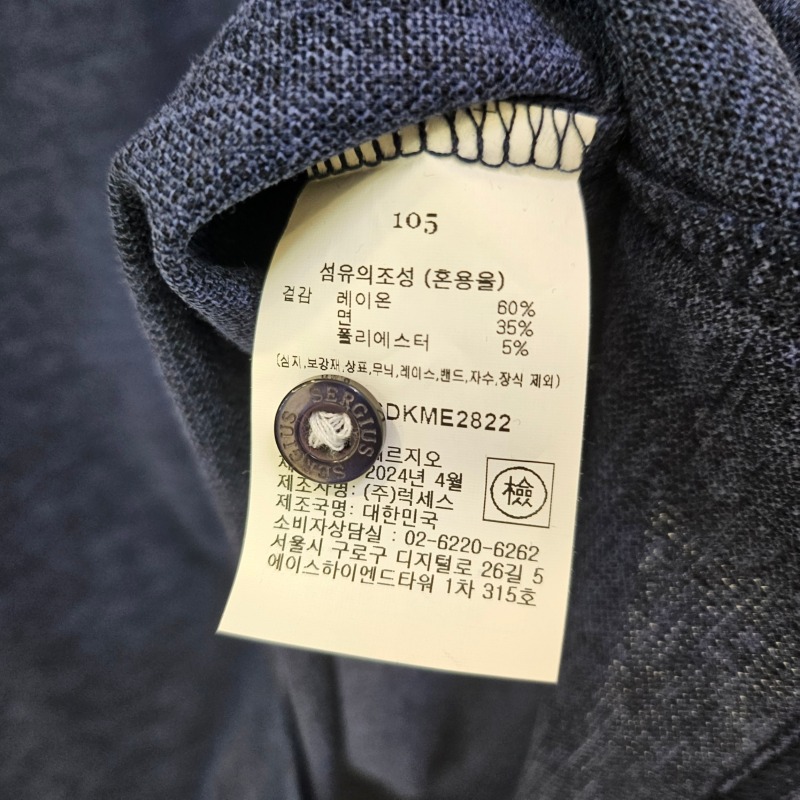 105
섬유의조성 (혼용율)
겉감 레이온 60%
면 35%
폴리에스터 5%
(심지,보강재,상표,무늬,레이스,밴드,자수,장식 제외)
SDKME2822
SERGIUS SERGIUS
르지오
2024년 4월
제조자명: (주)럭세스
제조국명: 대한민국
소비자상담실 : 02-6220-6262
서울시 구로구 디지털로 26길 5
에이스하이엔드타워 1차 315호
檢